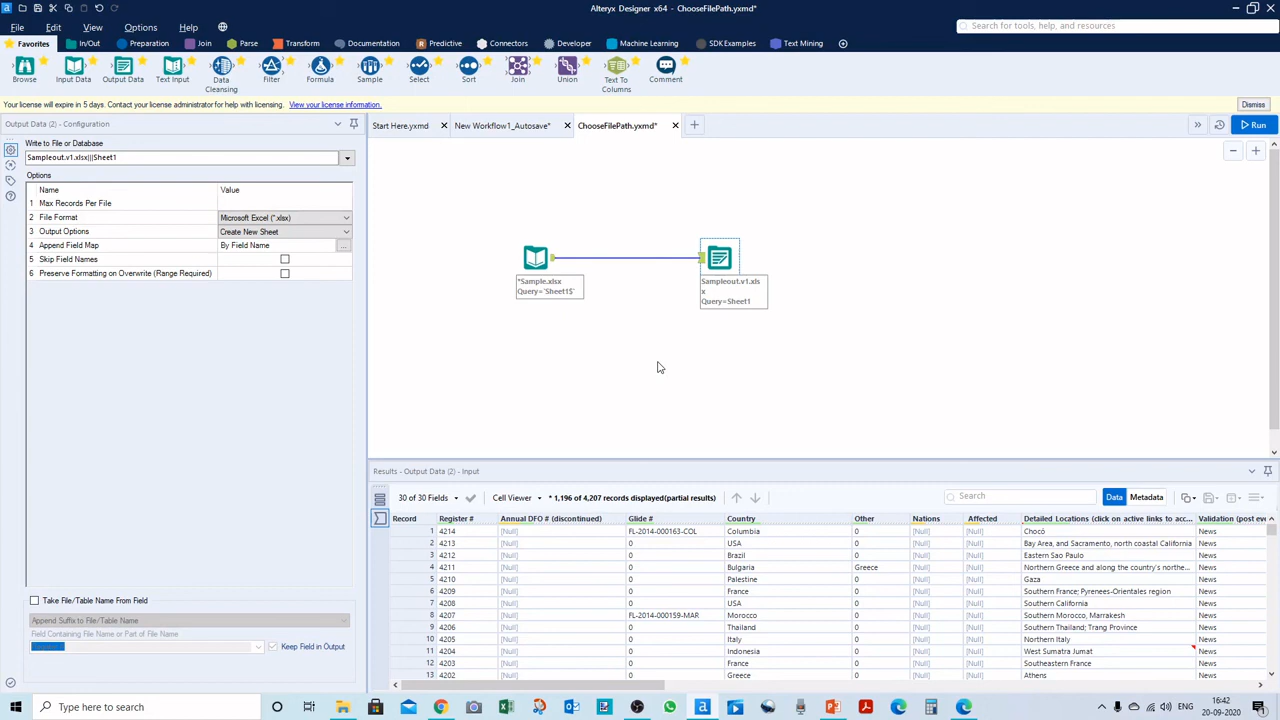 Alteryx Designer x64 - ChooseFilePath.yxmd*
File Edit View Options Help
Search for tools, help, and resources
Favorites In/Out Preparation Join Parse Transform Documentation Predictive Connectors Developer Machine Learning SDK Examples Text Mining
Browse Input Data Output Data Text Input Data Cleansing Filter Formula Sample Select Sort Join Union Text To Columns Comment
Your license will expire in 5 days. Contact your license administrator for help with licensing. View your license information. Dismiss
Output Data (2) - Configuration
Start Here.yxmd New Workflow1_Autosave ChooseFilePath.yxmd*
Run
Write to File or Database
Sampleout.v1.xlsx|||Sheet1
Options
Name Value
1 Max Records Per File
2 File Format Microsoft Excel (*.xlsx)
3 Output Options Create New Sheet
4 Append Field Map By Field Name ...
5 Skip Field Names
6 Preserve Formatting on Overwrite (Range Required)
*Sample.xlsx
Query=`Sheet1$`
Sampleout.v1.xls
x
Query=Sheet1
Take File/Table Name From Field
Append Suffix to File/Table Name
Field Containing File Name or Part of File Name
Keep Field in Output
Results - Output Data (2) - Input
30 of 30 Fields Cell Viewer * 1,196 of 4,207 records displayed(partial results) Search Data Metadata
Record Register # Annual DFO # (discontinued) Glide # Country Other Nations Affected Detailed Locations (click on active links to acc... Validation (post eve
1 4214 [Null] FL-2014-000163-COL Columbia 0 [Null] [Null] Chocó News
2 4213 [Null] 0 USA 0 [Null] [Null] Bay Area, and Sacramento, north coastal California News
3 4212 [Null] 0 Brazil 0 [Null] [Null] Eastern Sao Paulo News
4 4211 [Null] 0 Bulgaria Greece [Null] [Null] Northern Greece and along the country's northe... News
5 4210 [Null] 0 Palestine 0 [Null] [Null] Gaza News
6 4209 [Null] 0 France 0 [Null] [Null] Southern France; Pyrenees-Orientales region News
7 4208 [Null] 0 USA 0 [Null] [Null] Southern California News
8 4207 [Null] FL-2014-000159-MAR Morocco 0 [Null] [Null] Southern Morocco, Marrakesh News
9 4206 [Null] 0 Thailand 0 [Null] [Null] Southern Thailand; Trang Province News
10 4205 [Null] 0 Italy 0 [Null] [Null] Northern Italy News
11 4204 [Null] 0 Indonesia 0 [Null] [Null] West Sumatra Jumat News
12 4203 [Null] 0 France 0 [Null] [Null] Southeastern France News
13 4202 [Null] 0 Greece 0 [Null] [Null] Athens News
Type here to search
ENG
16:42
20-09-2020